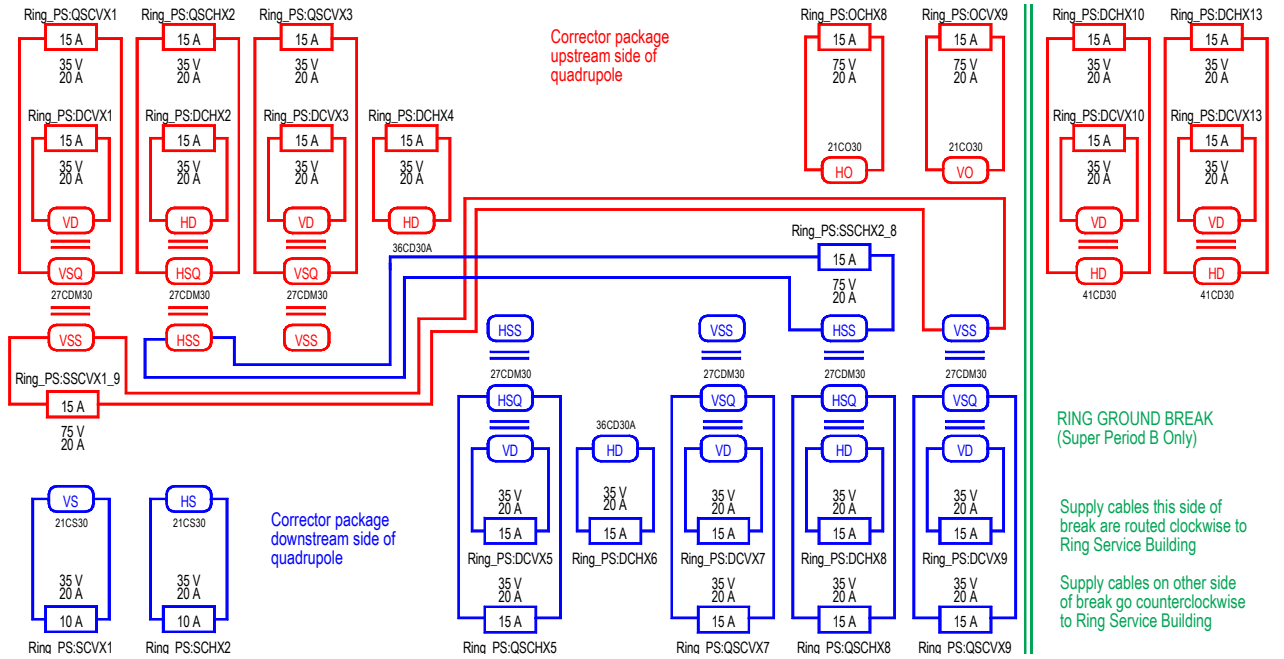 Ring_PS:QSCVX1 Ring_PS:QSCHX2 Ring_PS:QSCVX3 Ring_PS:OCHX8 Ring_PS:OCVX9 Ring_PS:DCHX10 Ring_PS:DCHX13
15 A 15 A 15 A 15 A 15 A 15 A 15 A
35 V 35 V 35 V 75 V 75 V 35 V 35 V
20 A 20 A 20 A 20 A 20 A 20 A 20 A
Corrector package
upstream side of
quadrupole
Ring_PS:DCVX1 Ring_PS:DCHX2 Ring_PS:DCVX3 Ring_PS:DCHX4 Ring_PS:DCVX10 Ring_PS:DCVX13
15 A 15 A 15 A 15 A 15 A 15 A
35 V 35 V 35 V 35 V 35 V 35 V
20 A 20 A 20 A 20 A 20 A 20 A
21CO30 21CO30
HO VO
VD HD VD HD VD VD
36CD30A
VSQ HSQ VSQ HD HD
27CDM30 27CDM30 27CDM30 41CD30 41CD30
Ring_PS:SSCHX2_8
15 A
75 V
20 A
VSS HSS VSS HSS VSS HSS VSS
Ring_PS:SSCVX1_9
15 A
75 V
20 A
27CDM30 27CDM30 27CDM30 27CDM30
HSQ VSQ HSQ VSQ
36CD30A
VD HD VD HD VD
RING GROUND BREAK
(Super Period B Only)
VS HS
21CS30 21CS30
Corrector package
downstream side of
quadrupole
35 V 35 V 35 V 35 V 35 V
20 A 20 A 20 A 20 A 20 A
15 A 15 A 15 A 15 A 15 A
Ring_PS:DCVX5 Ring_PS:DCHX6 Ring_PS:DCVX7 Ring_PS:DCHX8 Ring_PS:DCVX9
Supply cables this side of
break are routed clockwise to
Ring Service Building
Supply cables on other side
of break go counterclockwise
to Ring Service Building
35 V 35 V 35 V 35 V 35 V 35 V
20 A 20 A 20 A 20 A 20 A 20 A
10 A 10 A 15 A 15 A 15 A 15 A
Ring_PS:SCVX1 Ring_PS:SCHX2 Ring_PS:QSCHX5 Ring_PS:QSCVX7 Ring_PS:QSCHX8 Ring_PS:QSCVX9